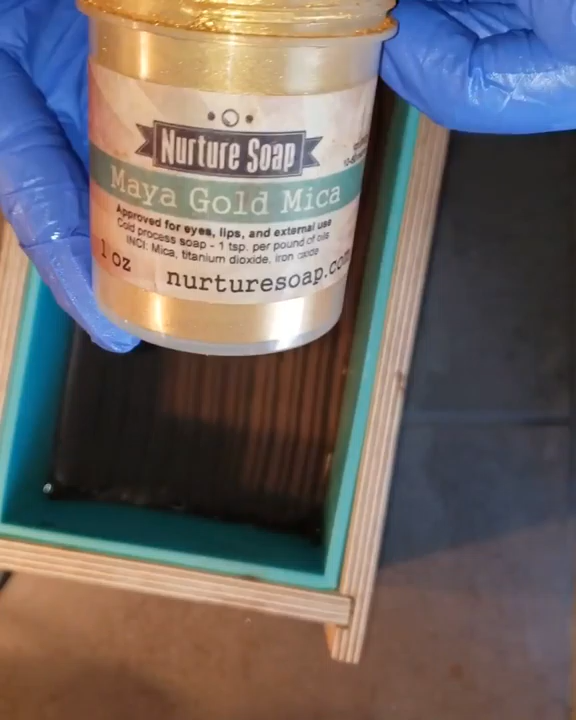 Nurture Soap
Maya Gold Mica
Approved for eyes, lips, and external use
Cold process soap - 1 tsp. per pound of oils
INCI: Mica, titanium dioxide, iron oxide
1 oz
nurturesoap.com